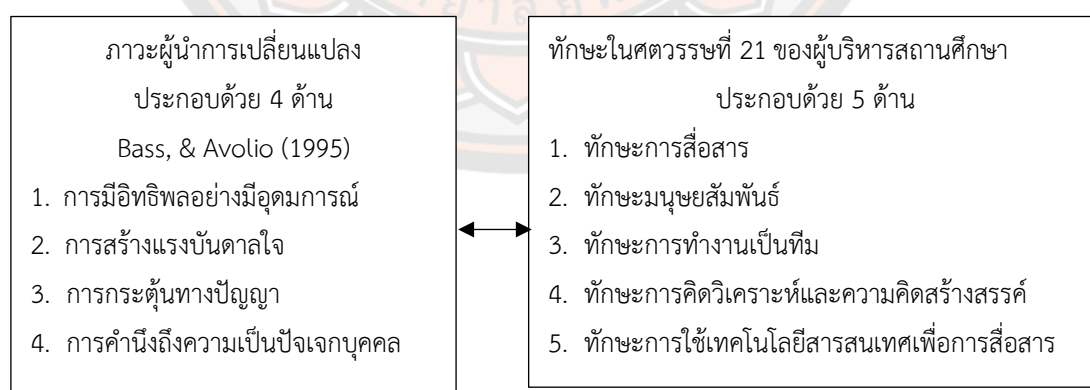 ภาวะผู้นำการเปลี่ยนแปลง
ประกอบด้วย 4 ด้าน
Bass, & Avolio (1995)
1. การมีอิทธิพลอย่างมีอุดมการณ์
2. การสร้างแรงบันดาลใจ
3. การกระตุ้นทางปัญญา
4. การคำนึงถึงความเป็นปัจเจกบุคคล
ทักษะในศตวรรษที่ 21 ของผู้บริหารสถานศึกษา
ประกอบด้วย 5 ด้าน
1. ทักษะการสื่อสาร
2. ทักษะมนุษยสัมพันธ์
3. ทักษะการทำงานเป็นทีม
4. ทักษะการคิดวิเคราะห์และความคิดสร้างสรรค์
5. ทักษะการใช้เทคโนโลยีสารสนเทศเพื่อการสื่อสาร